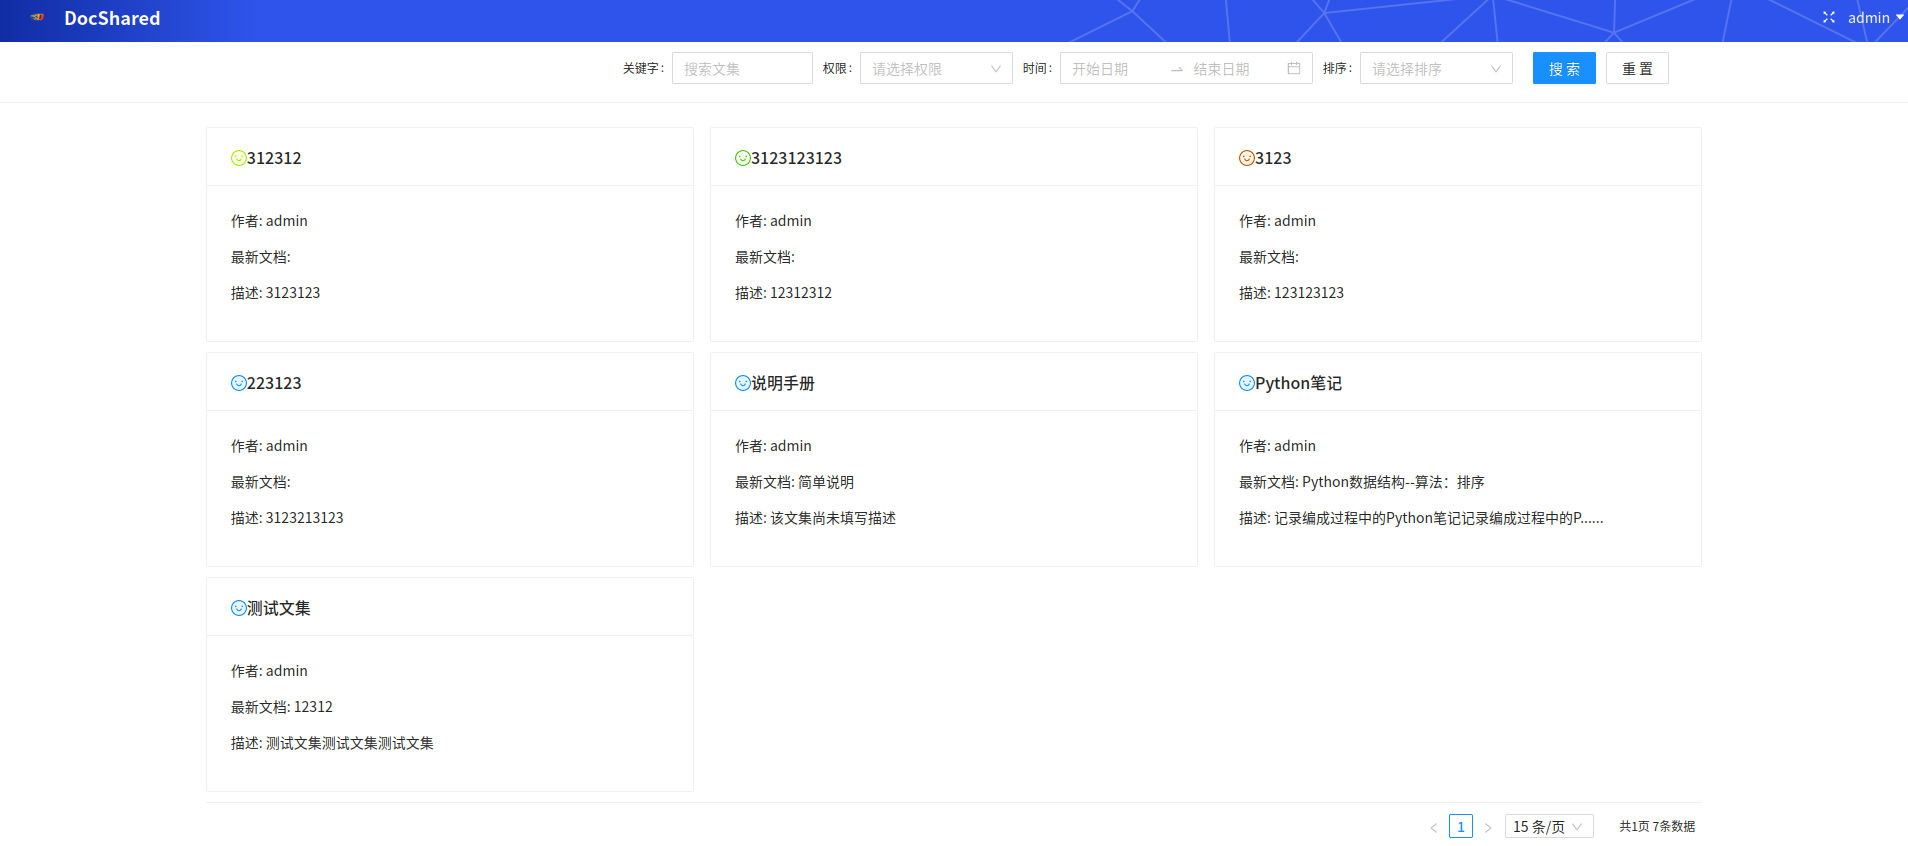 DocShared
admin
关键字: 搜索文集 权限: 请选择权限 时间: 开始日期 结束日期 排序: 请选择排序 搜 索 重 置
312312
作者: admin
最新文档:
描述: 3123123
3123123123
作者: admin
最新文档:
描述: 12312312
3123
作者: admin
最新文档:
描述: 123123123
223123
作者: admin
最新文档:
描述: 3123213123
说明手册
作者: admin
最新文档: 简单说明
描述: 该文集尚未填写描述
Python笔记
作者: admin
最新文档: Python数据结构--算法：排序
描述: 记录编成过程中的Python笔记记录编成过程中的P......
测试文集
作者: admin
最新文档: 12312
描述: 测试文集测试文集测试文集
1 15 条/页 共1页 7条数据